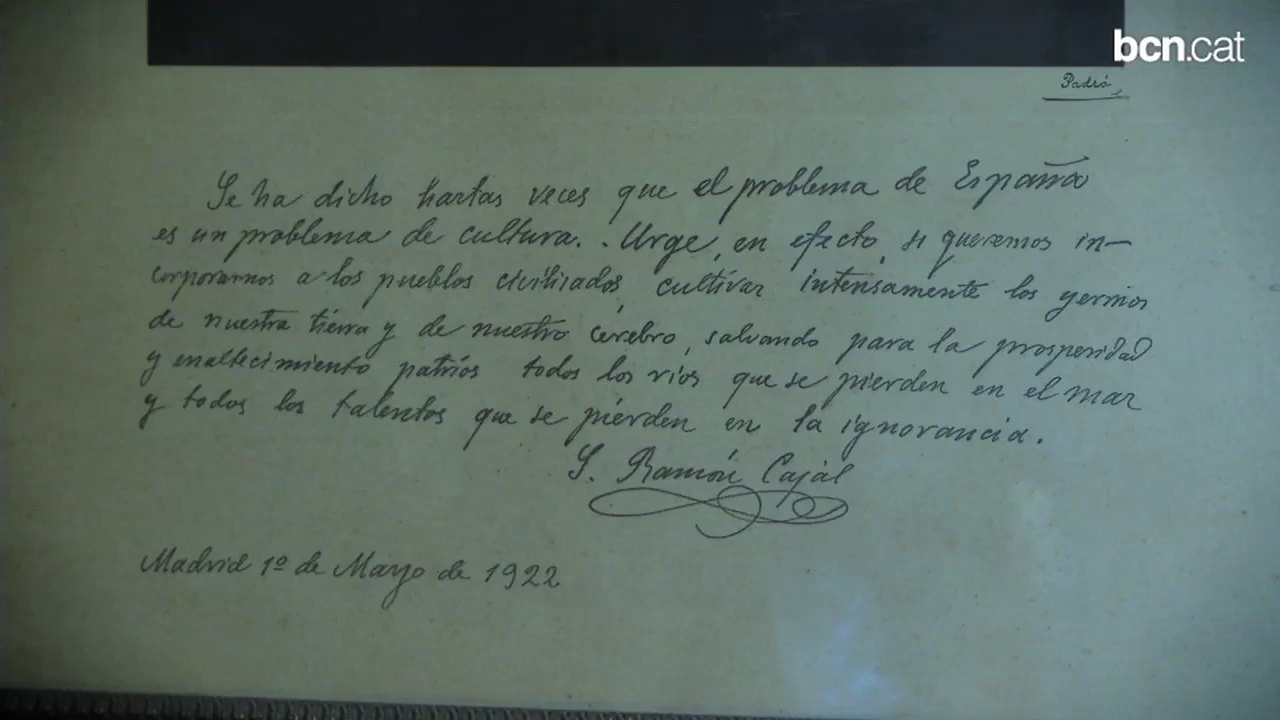 bcn.cat
Padró
Se ha dicho hartas veces que el problema de España
es un problema de cultura. Urge, en efecto, si queremos in-
corporarnos a los pueblos civilizados, cultivar intensamente los yermos
de nuestra tierra y de nuestro cerebro, salvando para la prosperidad
y enaltecimiento patrios todos los ríos que se pierden en el mar
y todos los talentos que se pierden en la ignorancia.
S. Ramón Cajal
Madrid 1º de Mayo de 1922